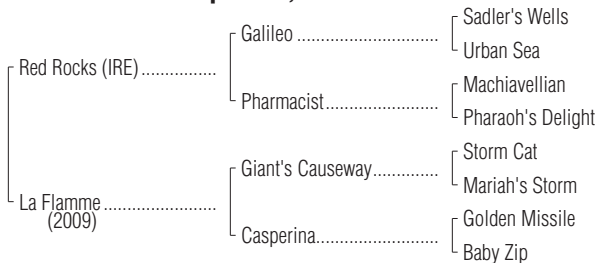 Sadler's Wells
Galileo ........................
Urban Sea
Red Rocks (IRE) ...............
Machiavellian
Pharmacist.......................
Pharaoh's Delight
Storm Cat
Giant's Causeway.............
Mariah's Storm
La Flamme ......................
(2009)
Golden Missile
Casperina.........................
Baby Zip